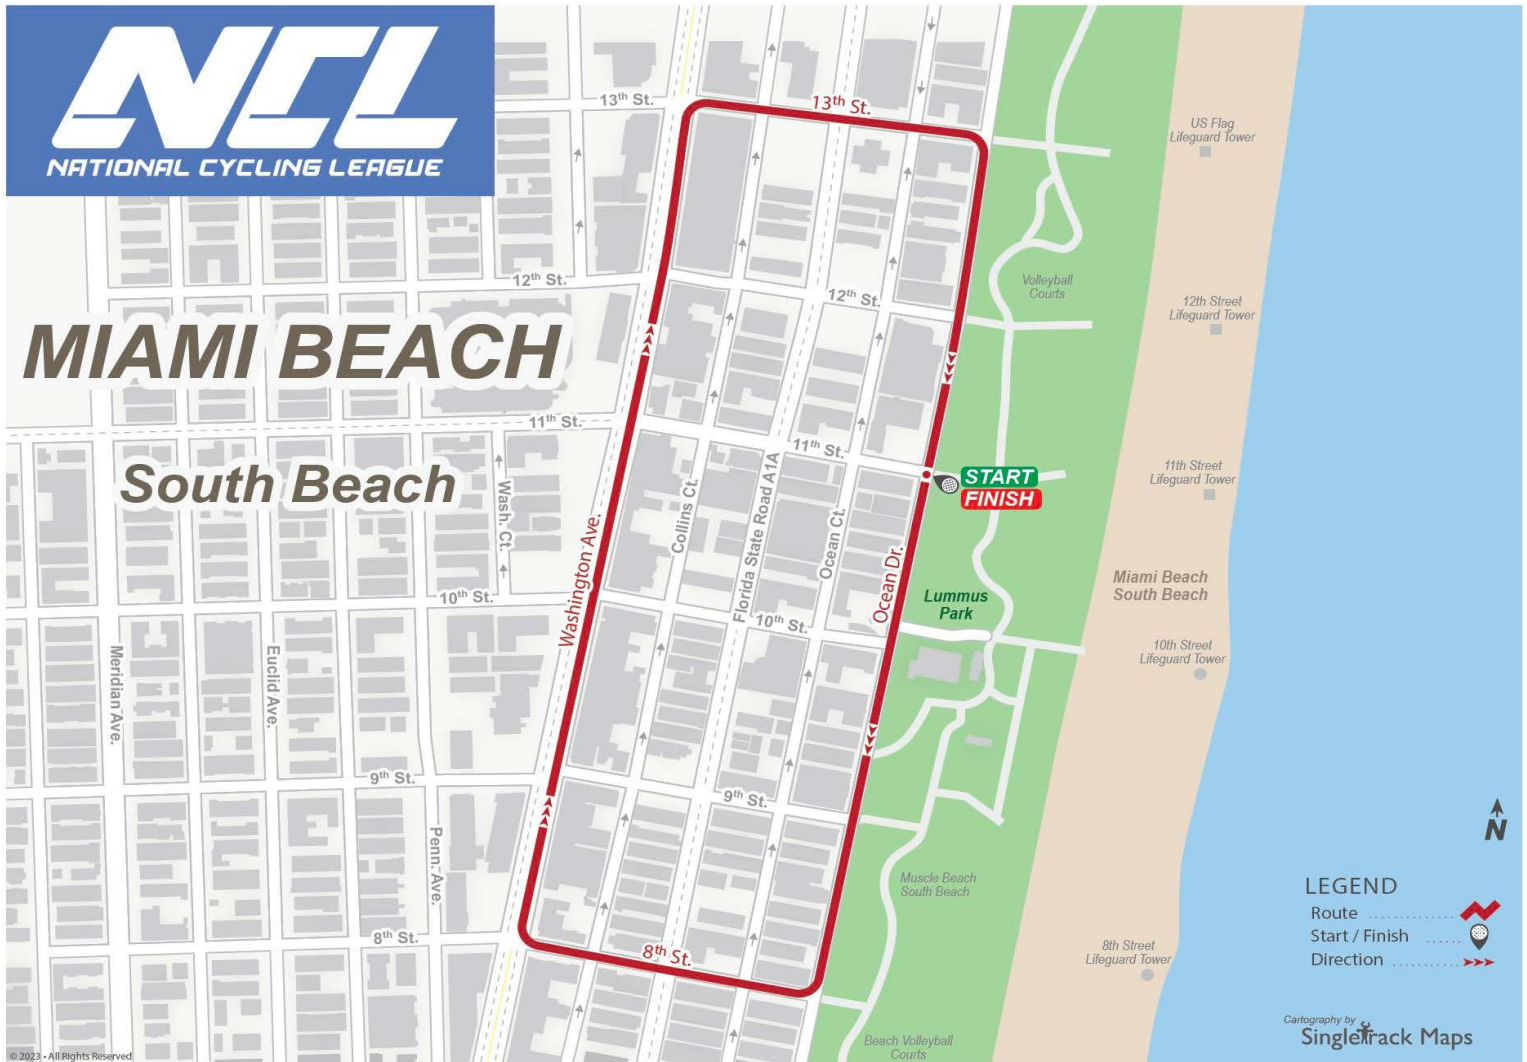 NCL
NATIONAL CYCLING LEAGUE
13th St.
13th St.
US Flag
Lifeguard Tower
12th St.
12th St.
Volleyball
Courts
12th Street
Lifeguard Tower
MIAMI BEACH
11th St.
11th St.
South Beach
Wash. Ct.
Collins Ct.
Florida State Road A1A
Ocean Ct.
START
FINISH
11th Street
Lifeguard Tower
Washington Ave.
Ocean Dr.
Lummus
Park
Miami Beach
South Beach
10th St.
10th St.
10th Street
Lifeguard Tower
Meridian Ave.
Euclid Ave.
9th St.
9th St.
Penn. Ave.
Muscle Beach
South Beach
8th St.
8th St.
8th Street
Lifeguard Tower
Beach Volleyball
Courts
N
LEGEND
Route ..............
Start / Finish ......
Direction ...........
Cartography by
Singletrack Maps
© 2023 • All Rights Reserved